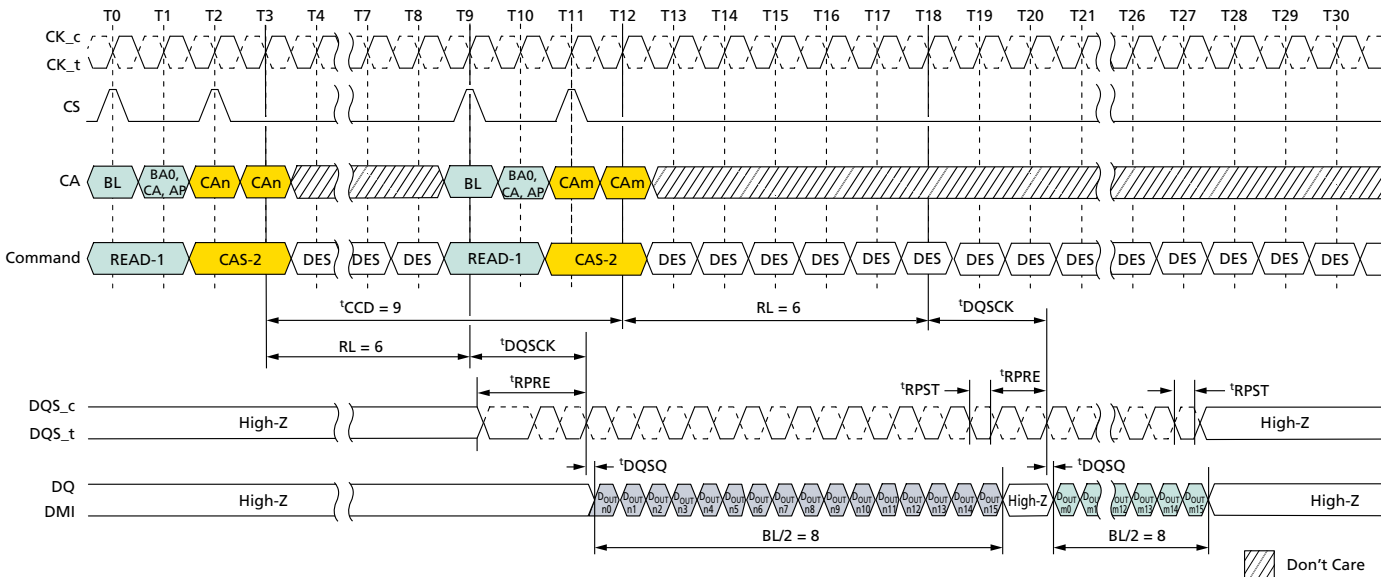 T0 T1 T2 T3 T4 T7 T8 T9 T10 T11 T12 T13 T14 T15 T16 T17 T18 T19 T20 T21 T26 T27 T28 T29 T30
CK_c
CK_t
CS
CA BL BA0, CA, AP CAn CAn BL BA0, CA, AP CAm CAm
Command READ-1 CAS-2 DES DES DES READ-1 CAS-2 DES DES DES DES DES DES DES DES DES DES DES DES DES DES
tCCD = 9 RL = 6 tDQSCK
RL = 6 tDQSCK
tRPRE tRPST tRPRE tRPST
DQS_c
DQS_t
High-Z High-Z
tDQSQ tDQSQ
DQ
DMI
High-Z DOUT n0 DOUT n1 DOUT n2 DOUT n3 DOUT n4 DOUT n5 DOUT n6 DOUT n7 DOUT n8 DOUT n9 DOUT n10 DOUT n11 DOUT n12 DOUT n13 DOUT n14 DOUT n15 High-Z DOUT m0 DOUT m1 DOUT m12 DOUT m13 DOUT m14 DOUT m15 High-Z
BL/2 = 8 BL/2 = 8
Don't Care